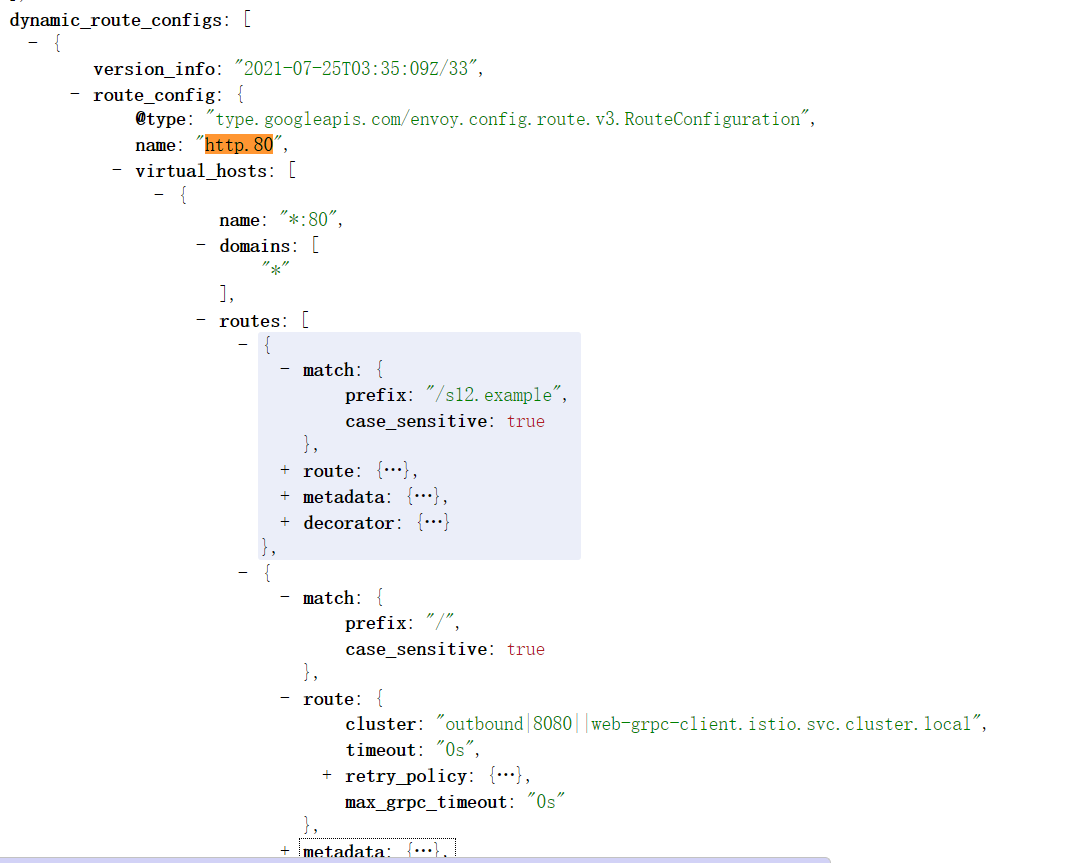 dynamic_route_configs: [
- {
version_info: "2021-07-25T03:35:09Z/33",
- route_config: {
@type: "type.googleapis.com/envoy.config.route.v3.RouteConfiguration",
name: "http.80",
- virtual_hosts: [
- {
name: "*:80",
- domains: [
"*"
],
- routes: [
- {
- match: {
prefix: "/s12.example",
case_sensitive: true
},
+ route: {…},
+ metadata: {…},
+ decorator: {…}
},
- {
- match: {
prefix: "/",
case_sensitive: true
},
- route: {
cluster: "outbound|8080||web-grpc-client.istio.svc.cluster.local",
timeout: "0s",
+ retry_policy: {…},
max_grpc_timeout: "0s"
},
+ metadata: {…},